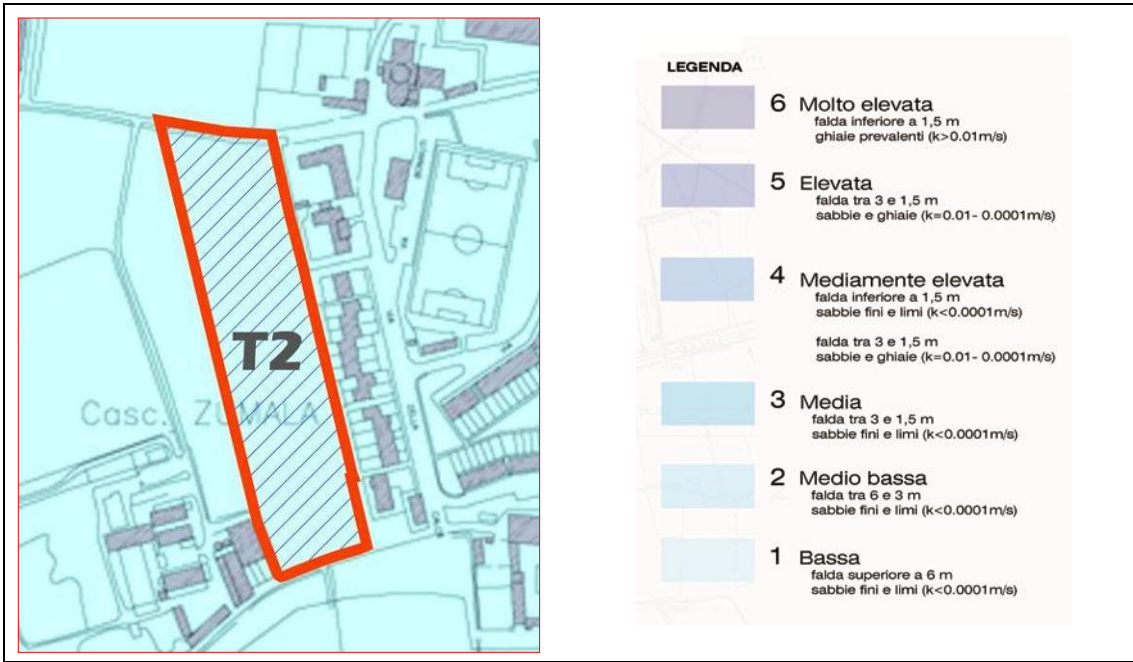 T2
Casc. ZUMALA
LEGENDA
6 Molto elevata
falda inferiore a 1,5 m
ghiaie prevalenti (k>0.01m/s)
5 Elevata
falda tra 3 e 1,5 m
sabbie e ghiaie (k=0.01- 0.0001m/s)
4 Mediamente elevata
falda inferiore a 1,5 m
sabbie fini e limi (k<0.0001m/s)
falda tra 3 e 1,5 m
sabbie e ghiaie (k=0.01- 0.0001m/s)
3 Media
falda tra 3 e 1,5 m
sabbie fini e limi (k<0.0001m/s)
2 Medio bassa
falda tra 6 e 3 m
sabbie fini e limi (k<0.0001m/s)
1 Bassa
falda superiore a 6 m
sabbie fini e limi (k<0.0001m/s)